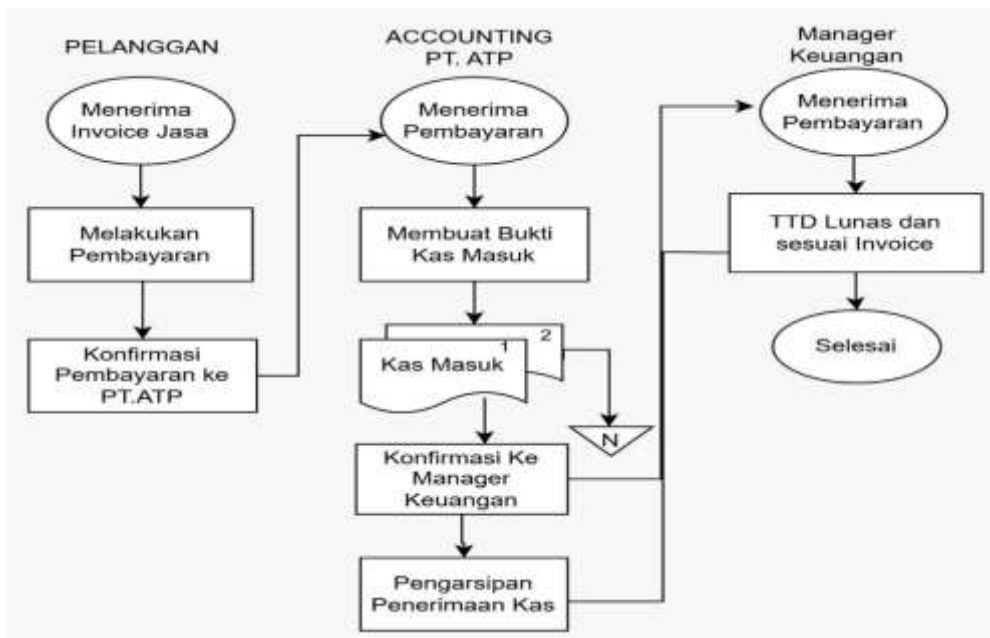 PELANGGAN
Menerima
Invoice Jasa
Melakukan
Pembayaran
Konfirmasi
Pembayaran ke
PT.ATP
ACCOUNTING
PT. ATP
Menerima
Pembayaran
Membuat Bukti
Kas Masuk
2
1
Kas Masuk
N
Konfirmasi Ke
Manager
Keuangan
Pengarsipan
Penerimaan Kas
Manager
Keuangan
Menerima
Pembayaran
TTD Lunas dan
sesuai Invoice
Selesai